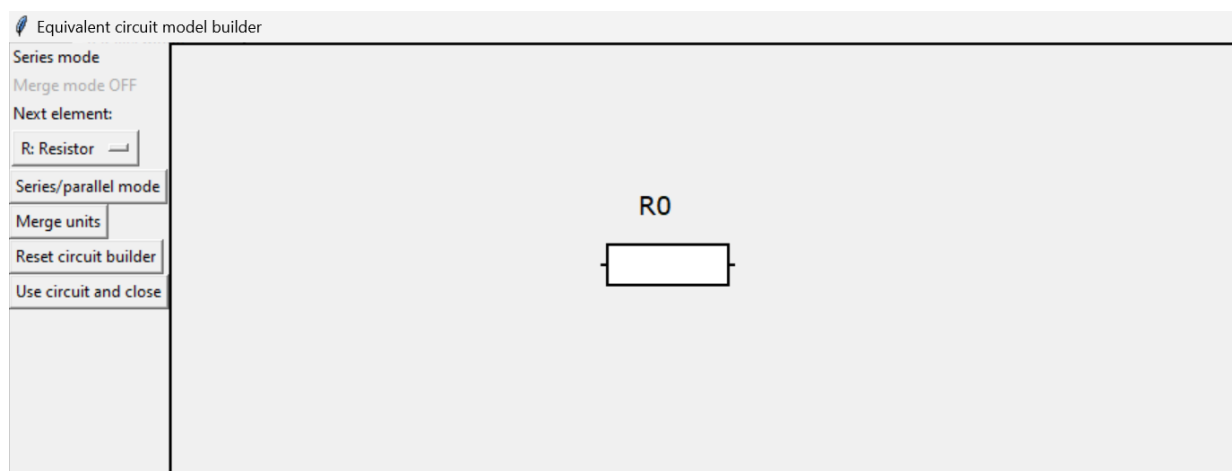 Equivalent circuit model builder
Series mode
Merge mode OFF
Next element:
R: Resistor
Series/parallel mode
Merge units
Reset circuit builder
Use circuit and close
R0